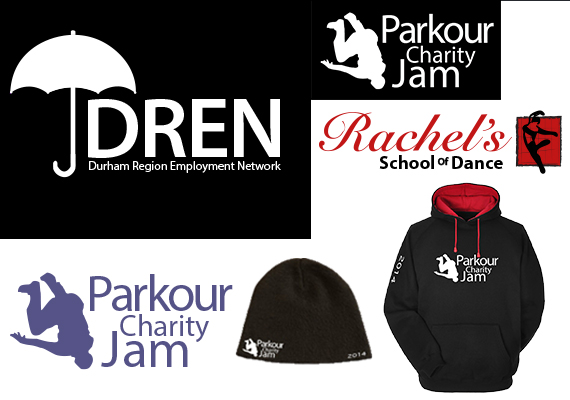 DREN
Durham Region Employment Network
Parkour
Charity
Jam
Rachel's
School of Dance
Parkour
Charity
Jam
Parkour
Charity
Jam
2014
2014
Parkour
Charity
Jam